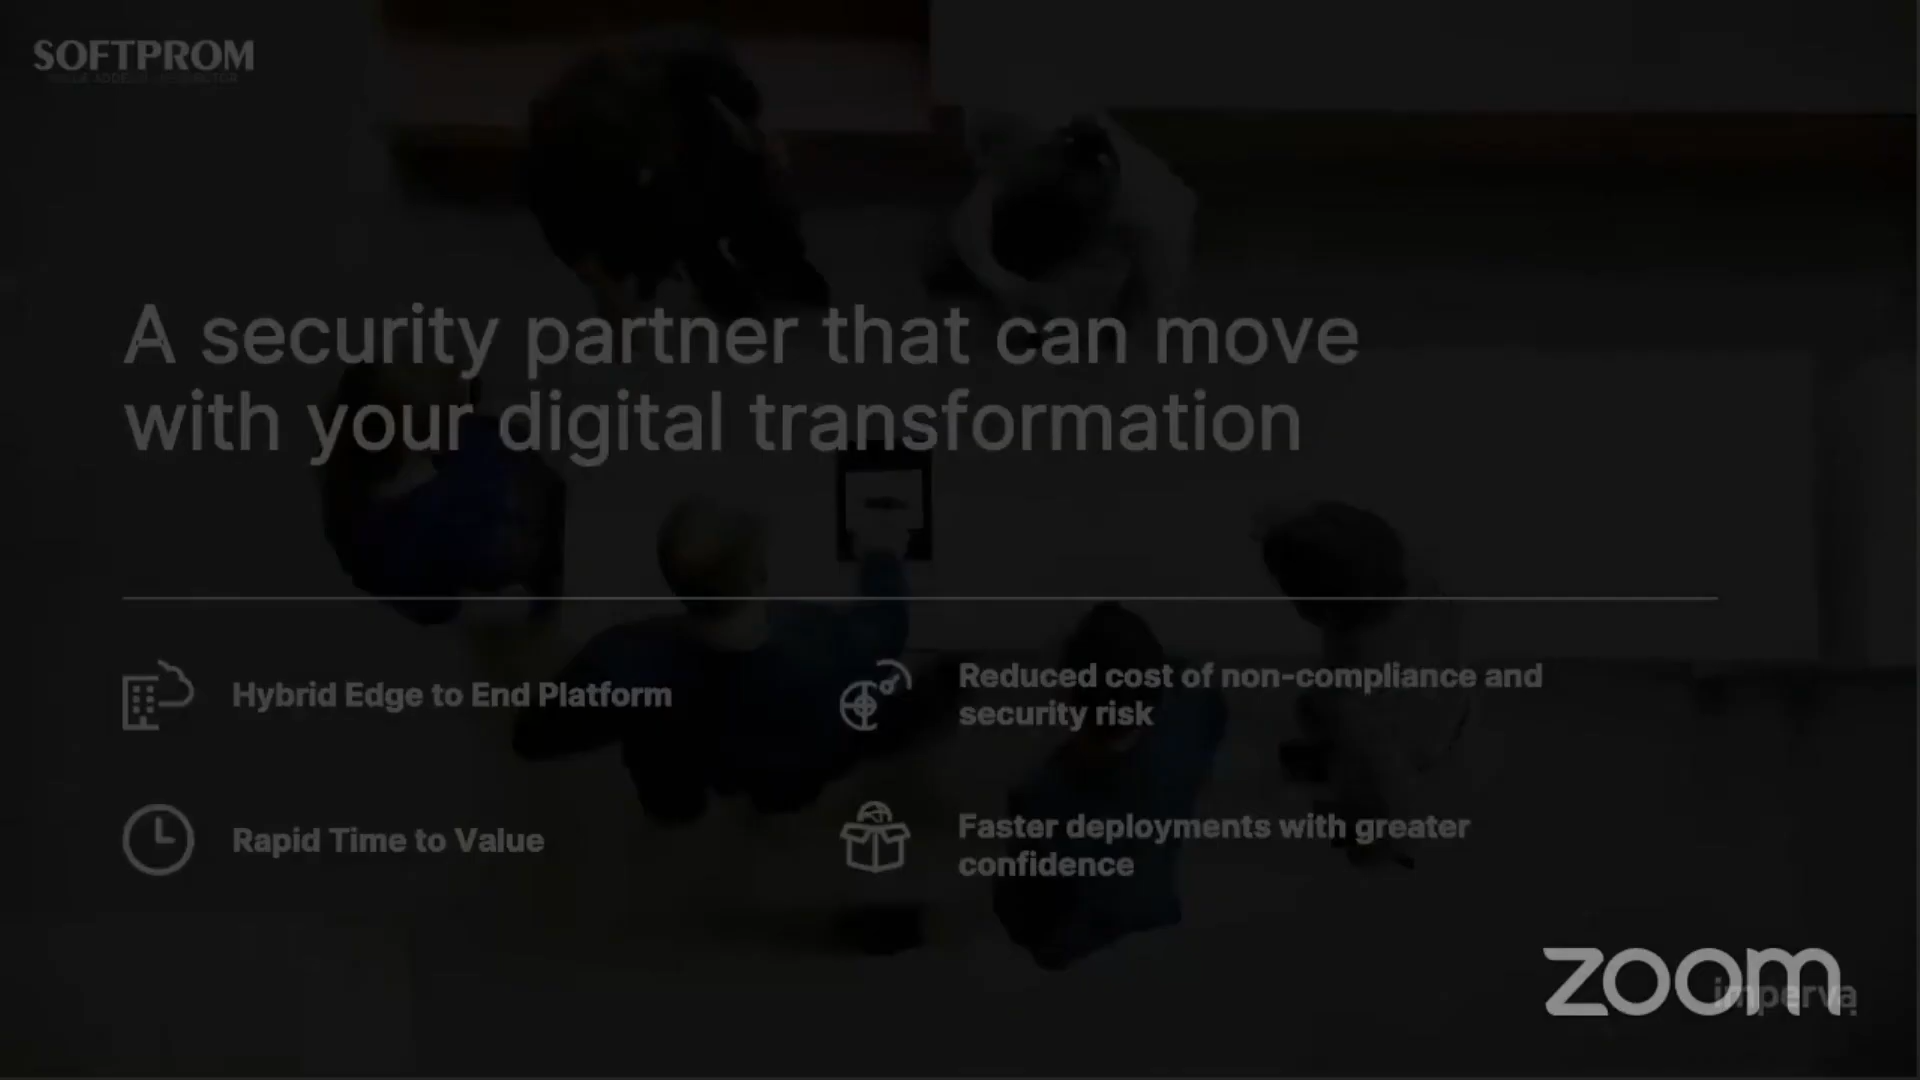 SOFTPROM
A security partner that can move
with your digital transformation
Hybrid Edge to End Platform
Reduced cost of non-compliance and
security risk
Rapid Time to Value
Faster deployments with greater
confidence
zoom
imperva